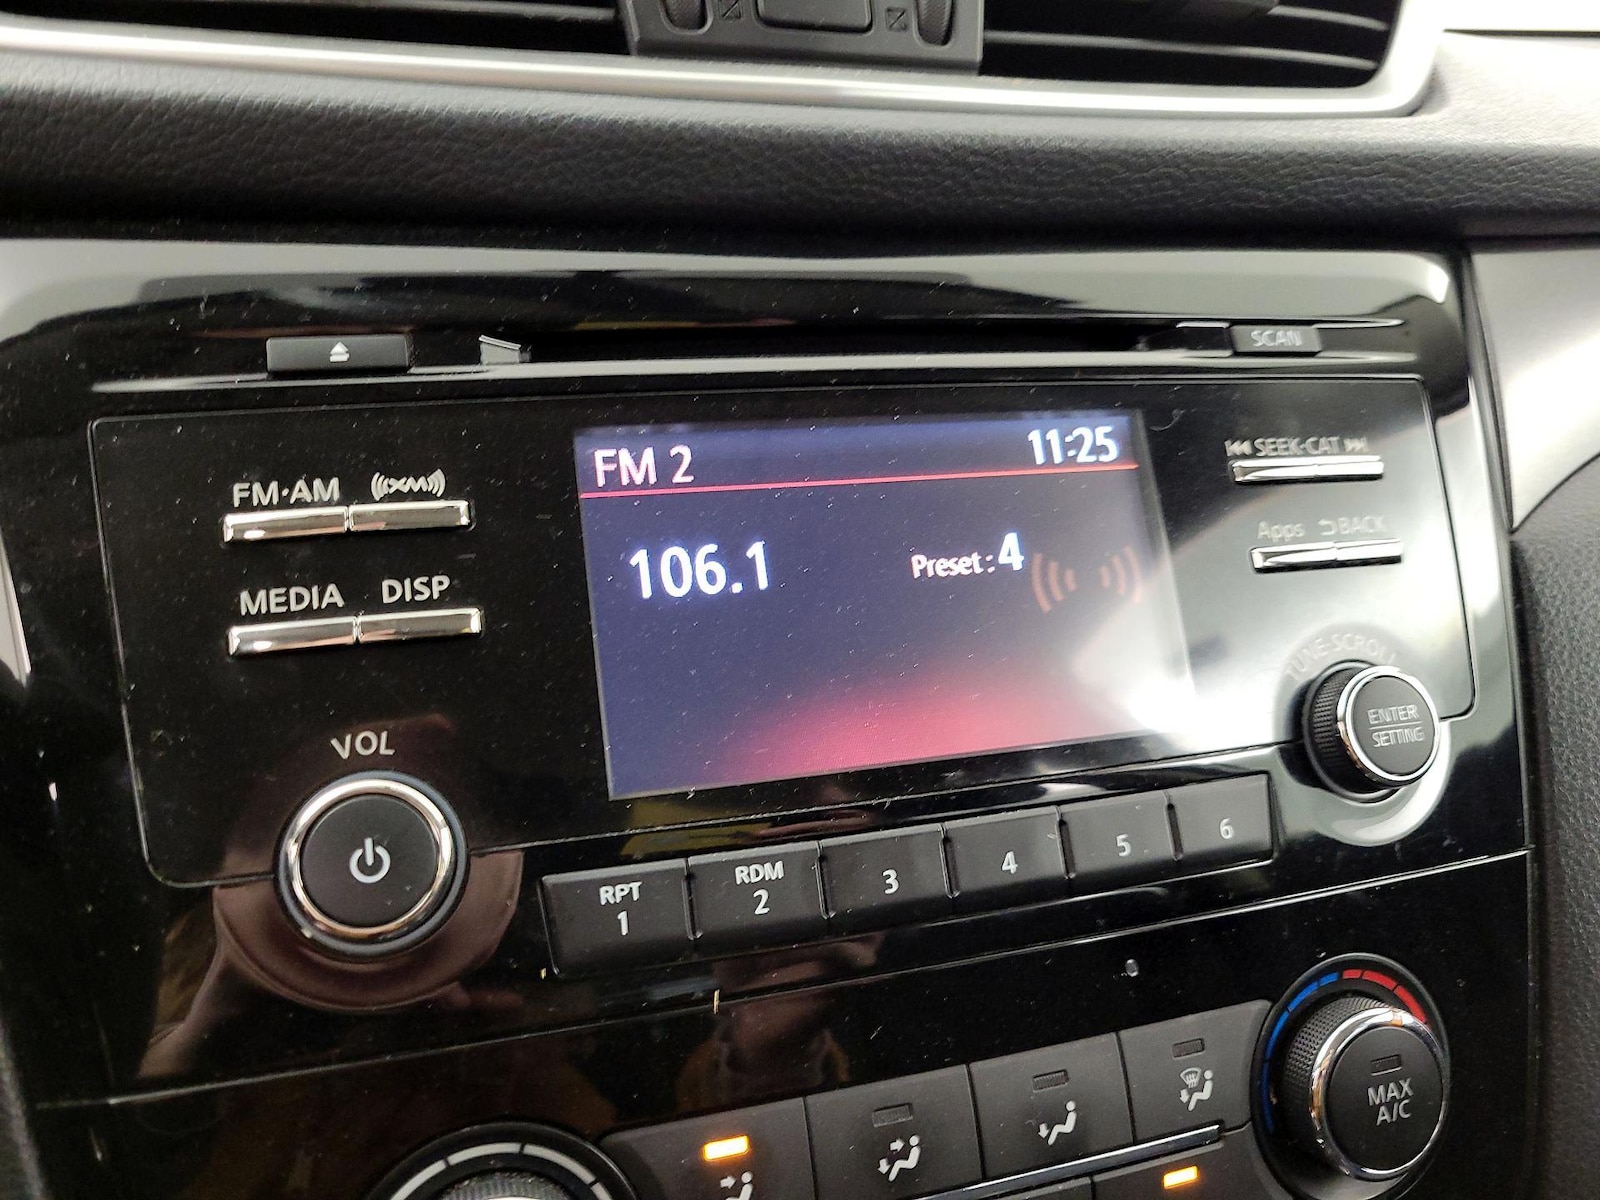 SCAN
FM 2 11:25
106.1 Preset: 4
FM·AM XM
MEDIA DISP
SEEK·CAT
Apps BACK
TUNE·SCROLL
ENTER
SETTING
VOL
RPT
1
RDM
2
3
4
5
6
MAX
A/C